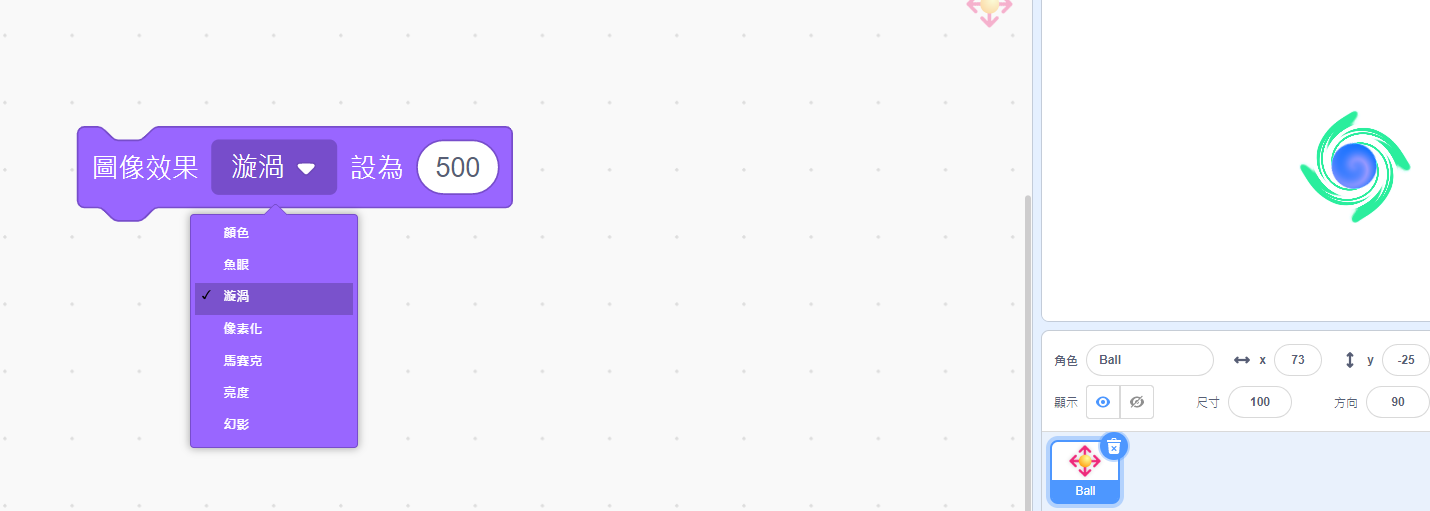 圖像效果 漩渦 設為 500
顏色
魚眼
✓ 漩渦
像素化
馬賽克
亮度
幻影
角色 Ball x 73 y -25
顯示 尺寸 100 方向 90
Ball